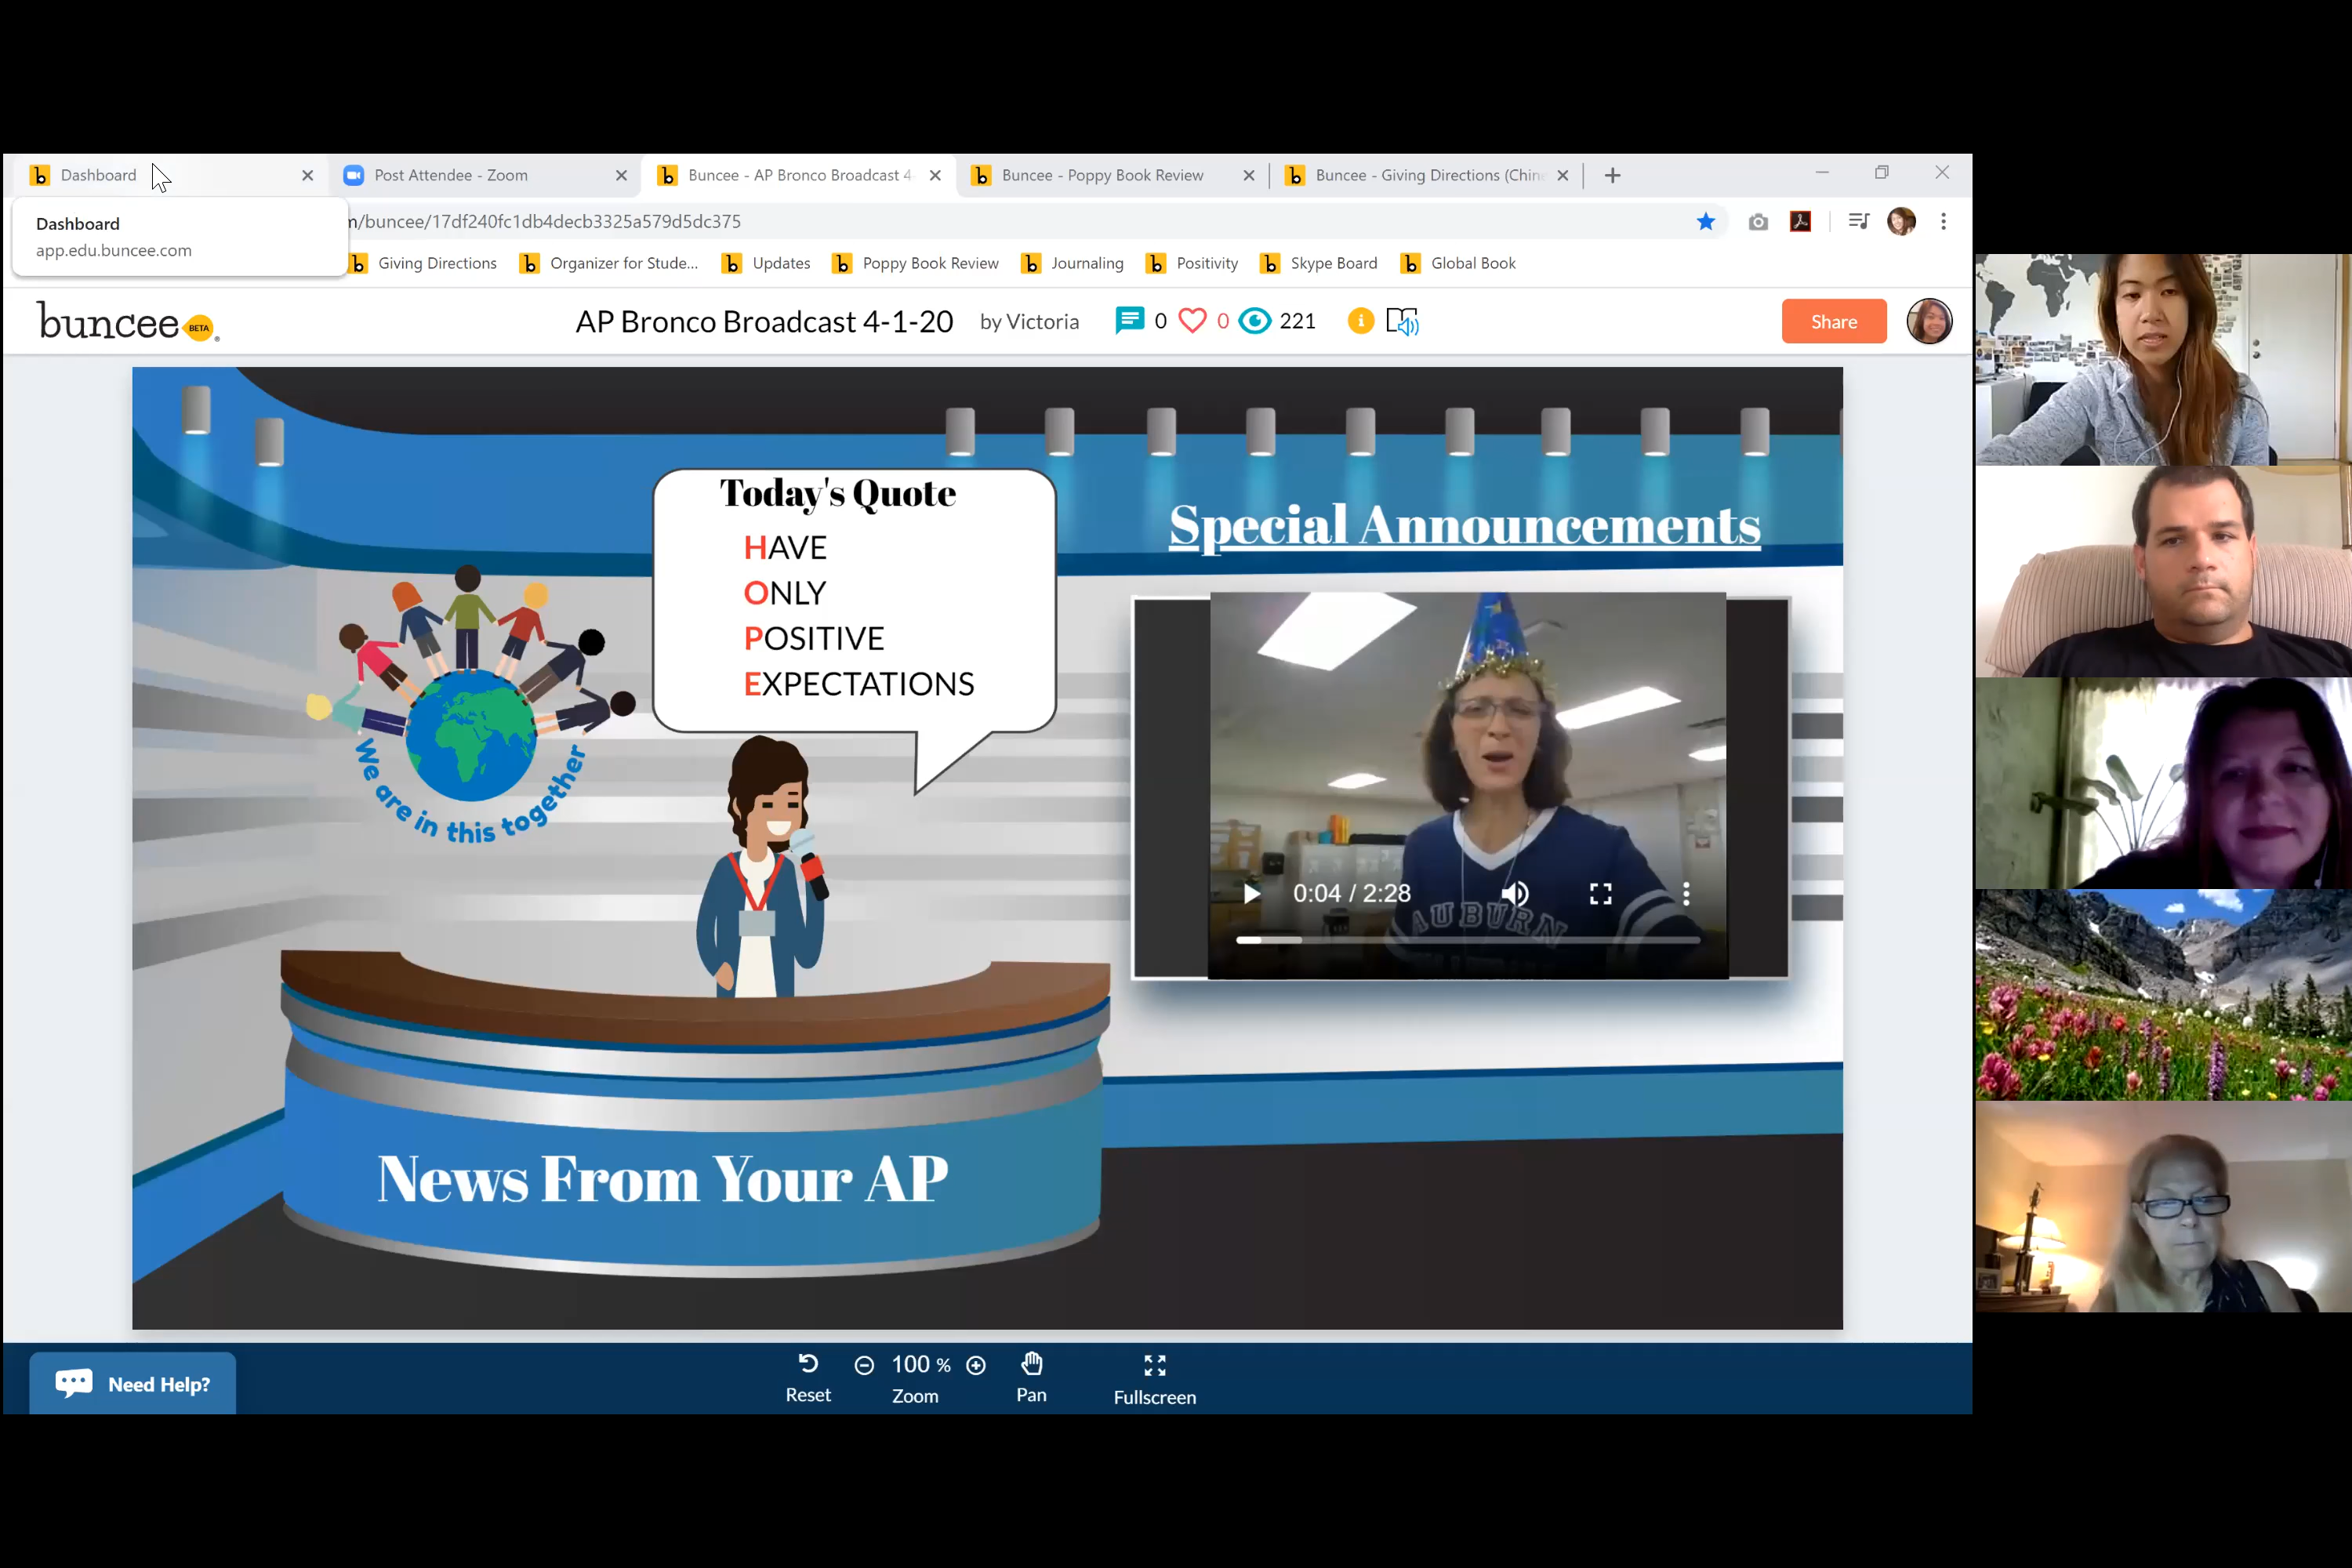 Dashboard
Post Attendee - Zoom
Buncee - AP Bronco Broadcast 4-
Buncee - Poppy Book Review
Buncee - Giving Directions (Chin
Dashboard
app.edu.buncee.com
/buncee/17df240fc1db4decb3325a579d5dc375
Giving Directions
Organizer for Stude...
Updates
Poppy Book Review
Journaling
Positivity
Skype Board
Global Book
buncee BETA
AP Bronco Broadcast 4-1-20
by Victoria
0
0
221
Share
Today's Quote
HAVE
ONLY
POSITIVE
EXPECTATIONS
Special Announcements
We are in this together
0:04 / 2:28
AUBURN
News From Your AP
Need Help?
Reset
100 %
Zoom
Pan
Fullscreen